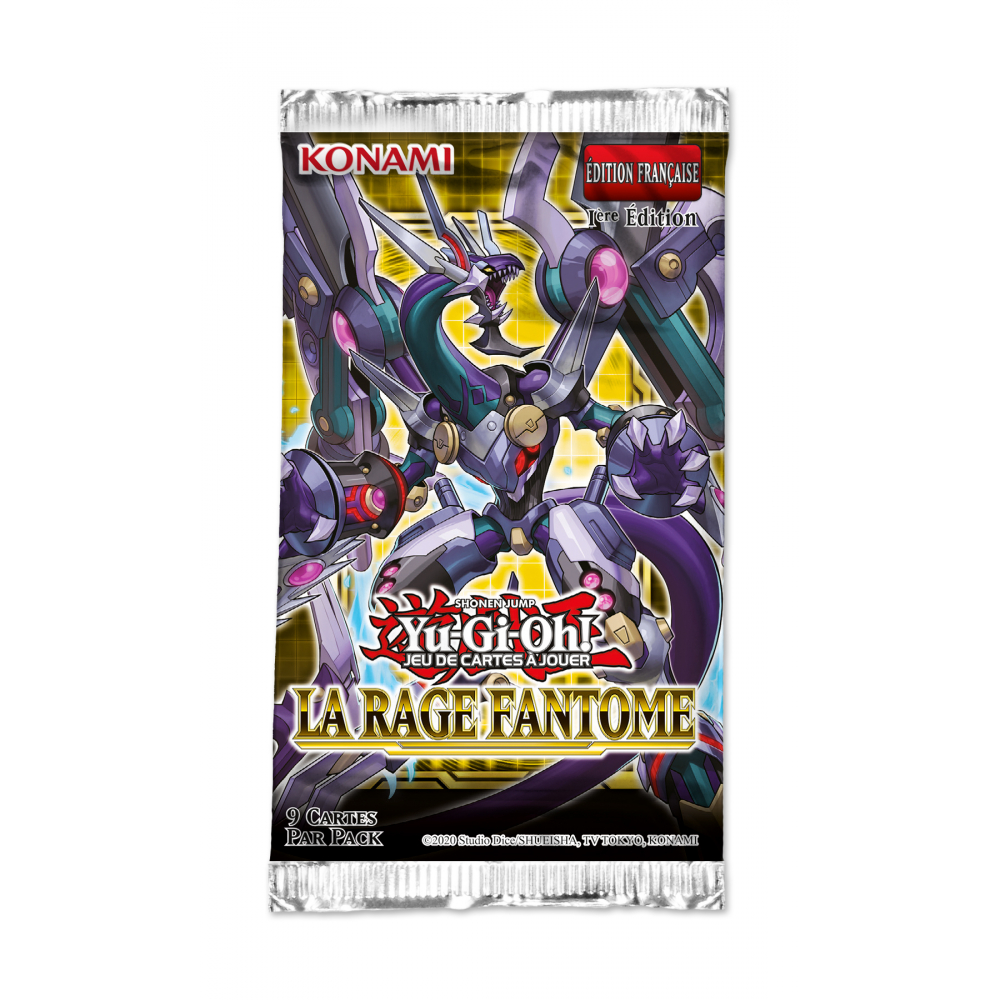 KONAMI
ÉDITION FRANÇAISE
1ère Édition
SHONEN JUMP
Yu-Gi-Oh!
JEU DE CARTES À JOUER
LA RAGE FANTOME
9 CARTES
PAR PACK
©2020 Studio Dice/SHUEISHA, TV TOKYO, KONAMI